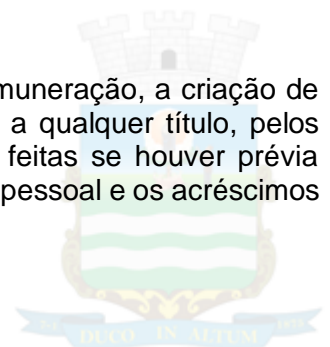 muneração, a criação de
a qualquer título, pelos
feitas se houver prévia
pessoal e os acréscimos
DUCO IN ALTUM